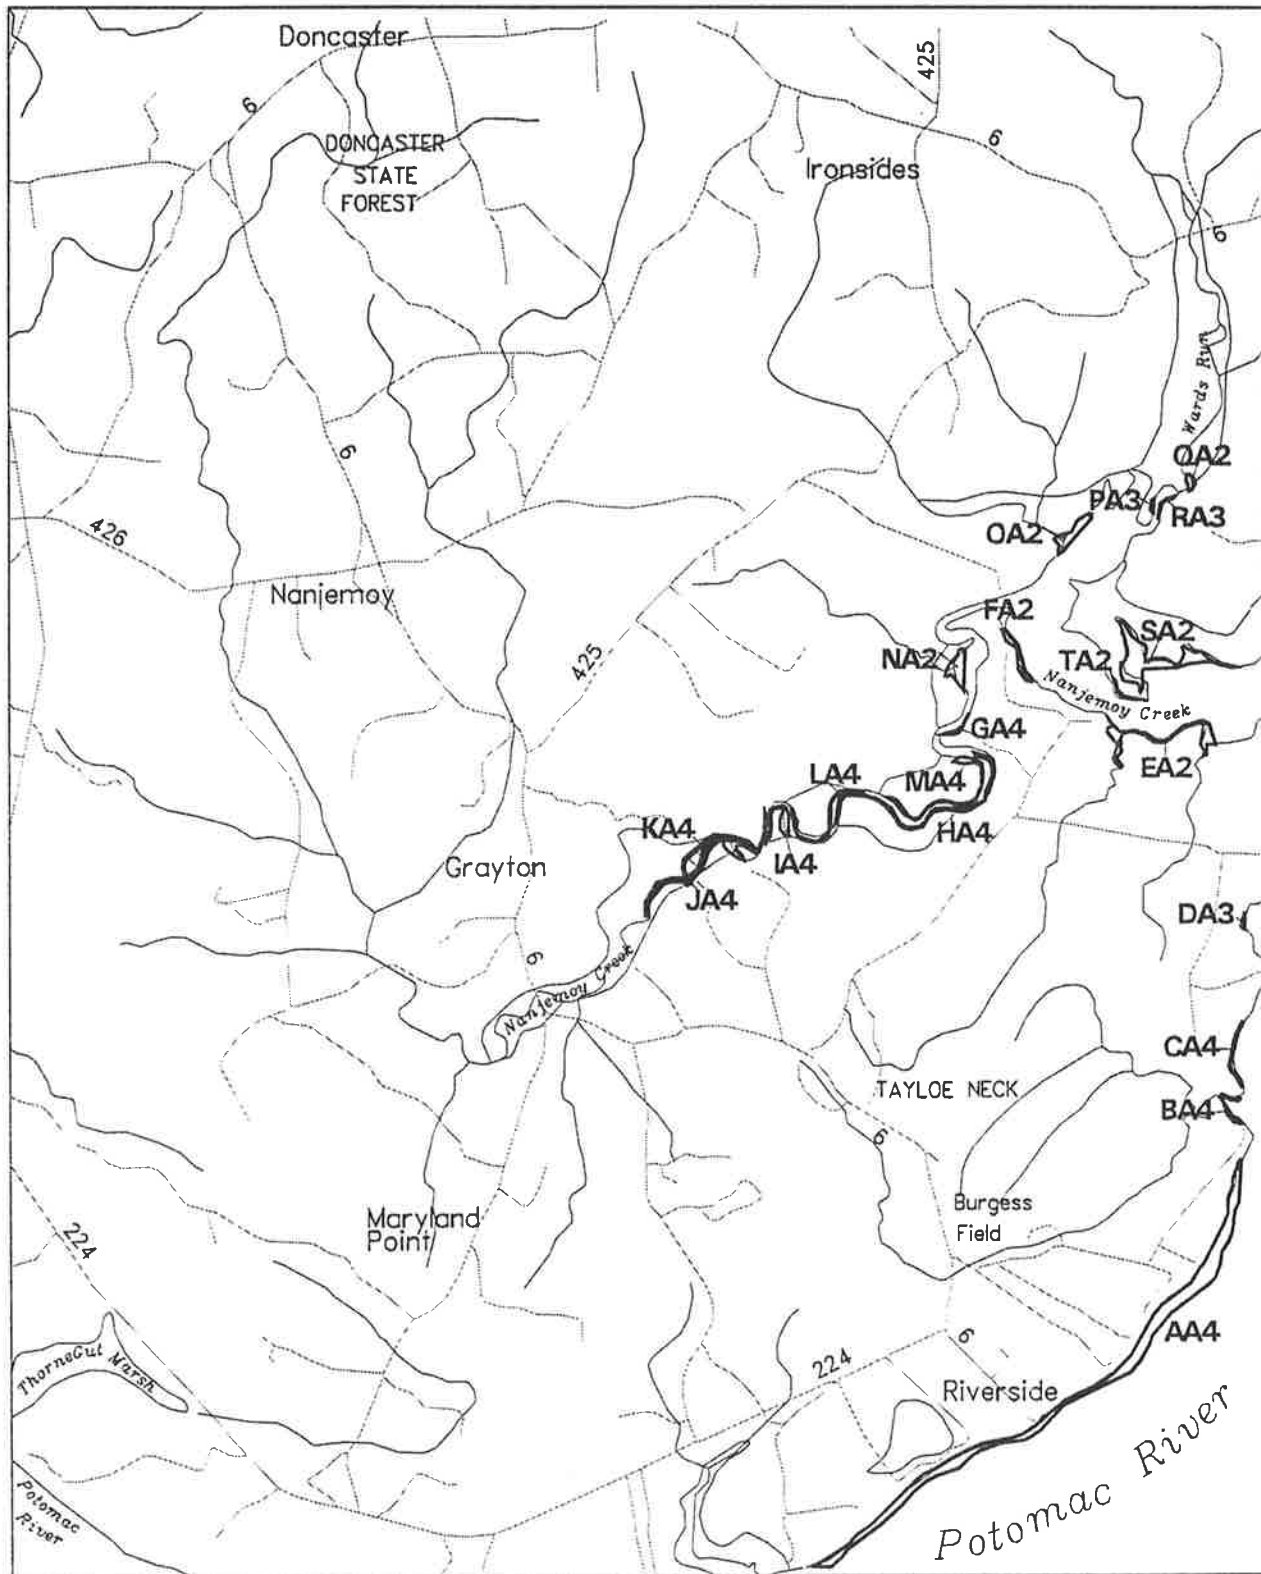 Doncaster
425
6
6
DONCASTER
STATE
FOREST
Ironsides
6
Wards Run
6
QA2
PA3
RA3
426
OA2
Nanjemoy
FA2
SA2
NA2
TA2
425
Nanjemoy Creek
GA4
EA2
LA4
MA4
KA4
HA4
IA4
Grayton
JA4
DA3
6
Nanjemoy Creek
CA4
TAYLOE NECK
BA4
6
Maryland
Point
Burgess
Field
224
AA4
6
224
ThorneGut Marsh
Riverside
Potomac River
Potomac
River